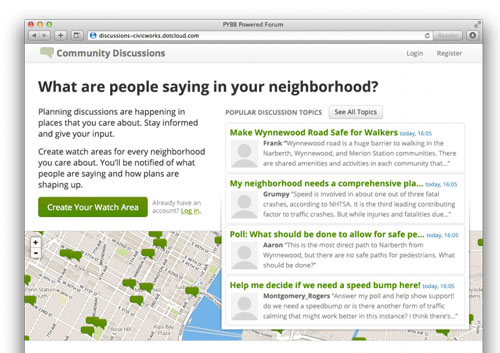 PYBB Powered Forum
discussions-civicworks.dotcloud.com
Reader
Community Discussions
Login
Register
What are people saying in your neighborhood?
Planning discussions are happening in
places that you care about. Stay informed
and give your input.
Create watch areas for every neighborhood
you care about. You'll be notified of what
people are saying and how plans are
shaping up.
Create Your Watch Area
Already have an
account? Log in.
POPULAR DISCUSSION TOPICS
See All Topics
Make Wynnewood Road Safe for Walkers today, 16:05
Frank "Wynnewood road is a huge barrier to walking in the
Narberth, Wynnewood, and Merion Station communities. There
are shared amenities and activities in each community that...”
My neighborhood needs a comprehensive pla... today, 16:05
Grumpy “Speed is involved in about one out of three fatal
crashes, according to NHTSA. It is the third leading contributing
factor to traffic crashes. But while injuries and fatalities due...”
Poll: What should be done to allow for safe pe... today, 16:05
Aaron “This is the most direct path to Narberth from
Wynnewood, but there are no safe paths for pedestrians. What
should be done?”
Help me decide if we need a speed bump here! today, 16:05
Montgomery_Rogers “Answer my poll and help show support!
do we need a speedbump or is there another form of traffic
calming that might work better in this instance? I think there's...”
+
-
Rose Hill
Kips Bay
Plaza